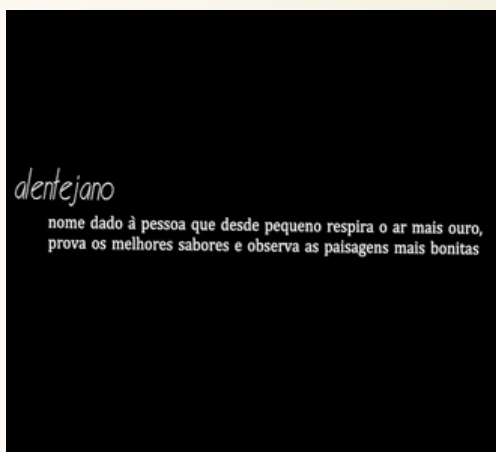 alentejano
nome dado à pessoa que desde pequeno respira o ar mais ouro,
prova os melhores sabores e observa as paisagens mais bonitas